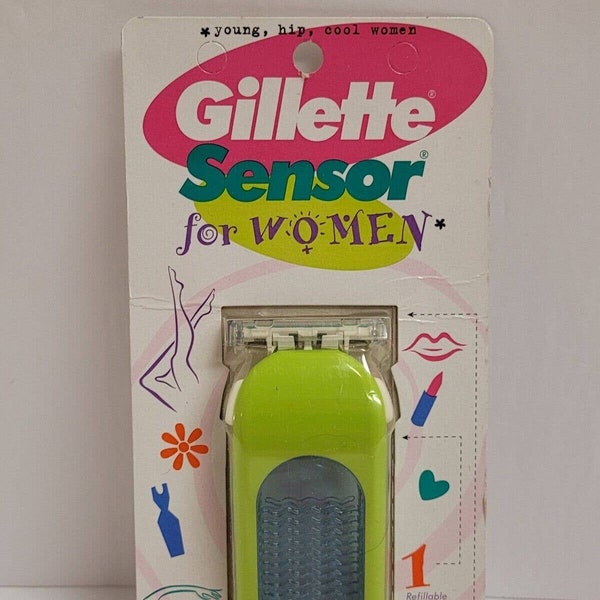 *young, hip, cool women
Gillette®
Sensor®
for WOMEN*
1
Refillable